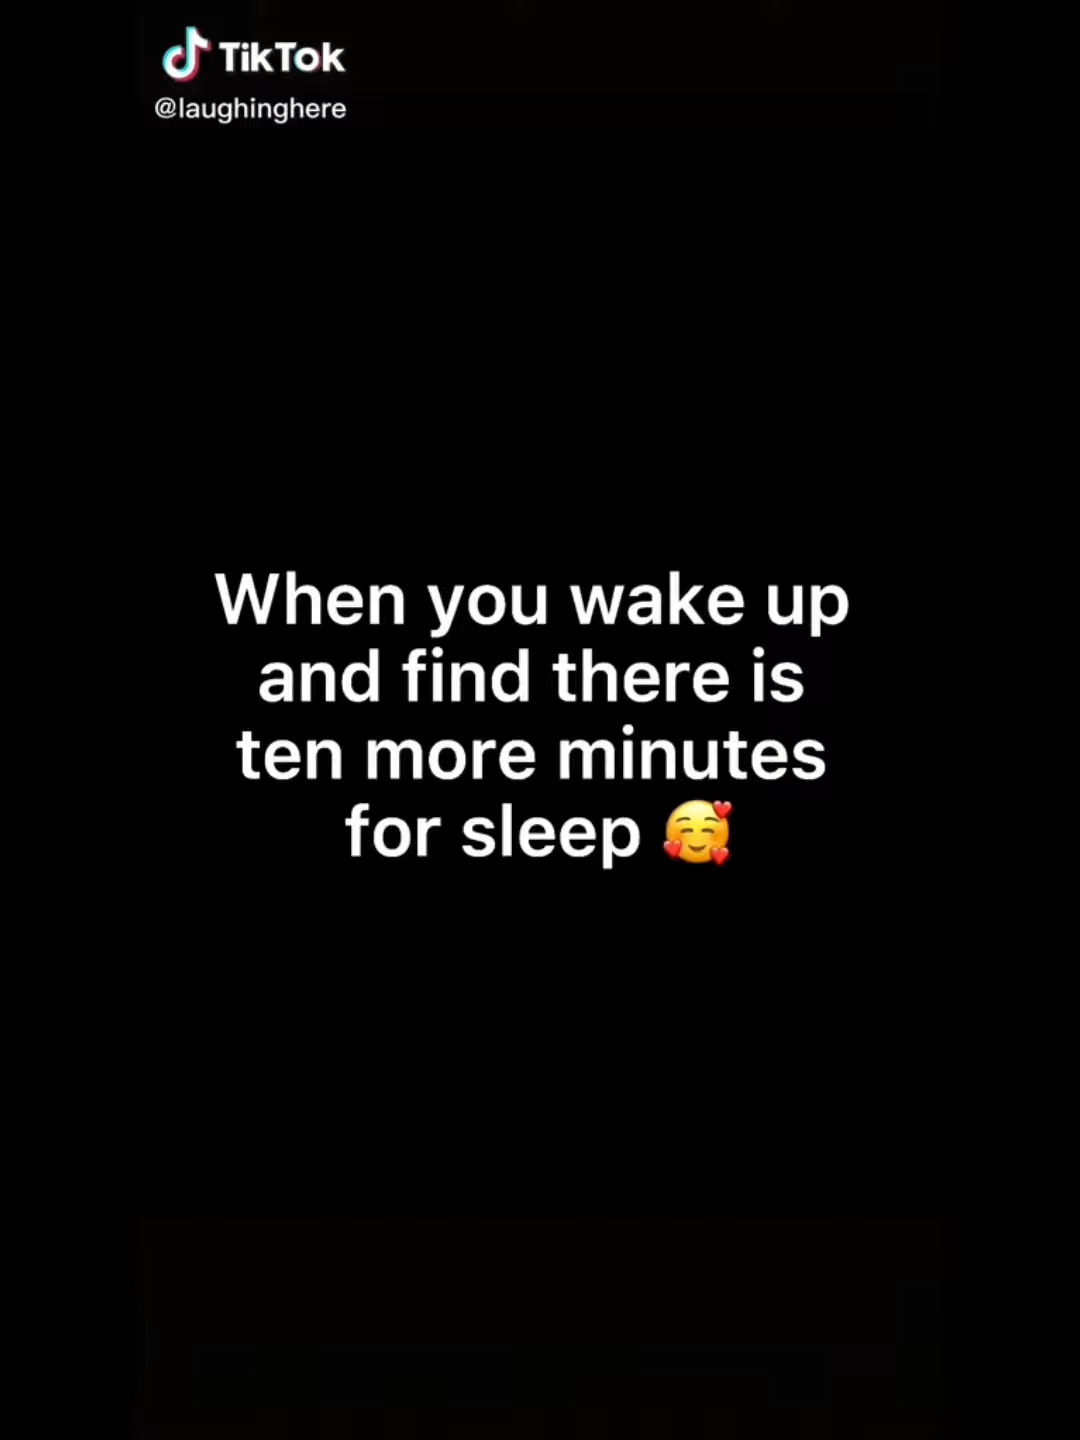 TikTok
@laughinghere
When you wake up
and find there is
ten more minutes
for sleep 🥰